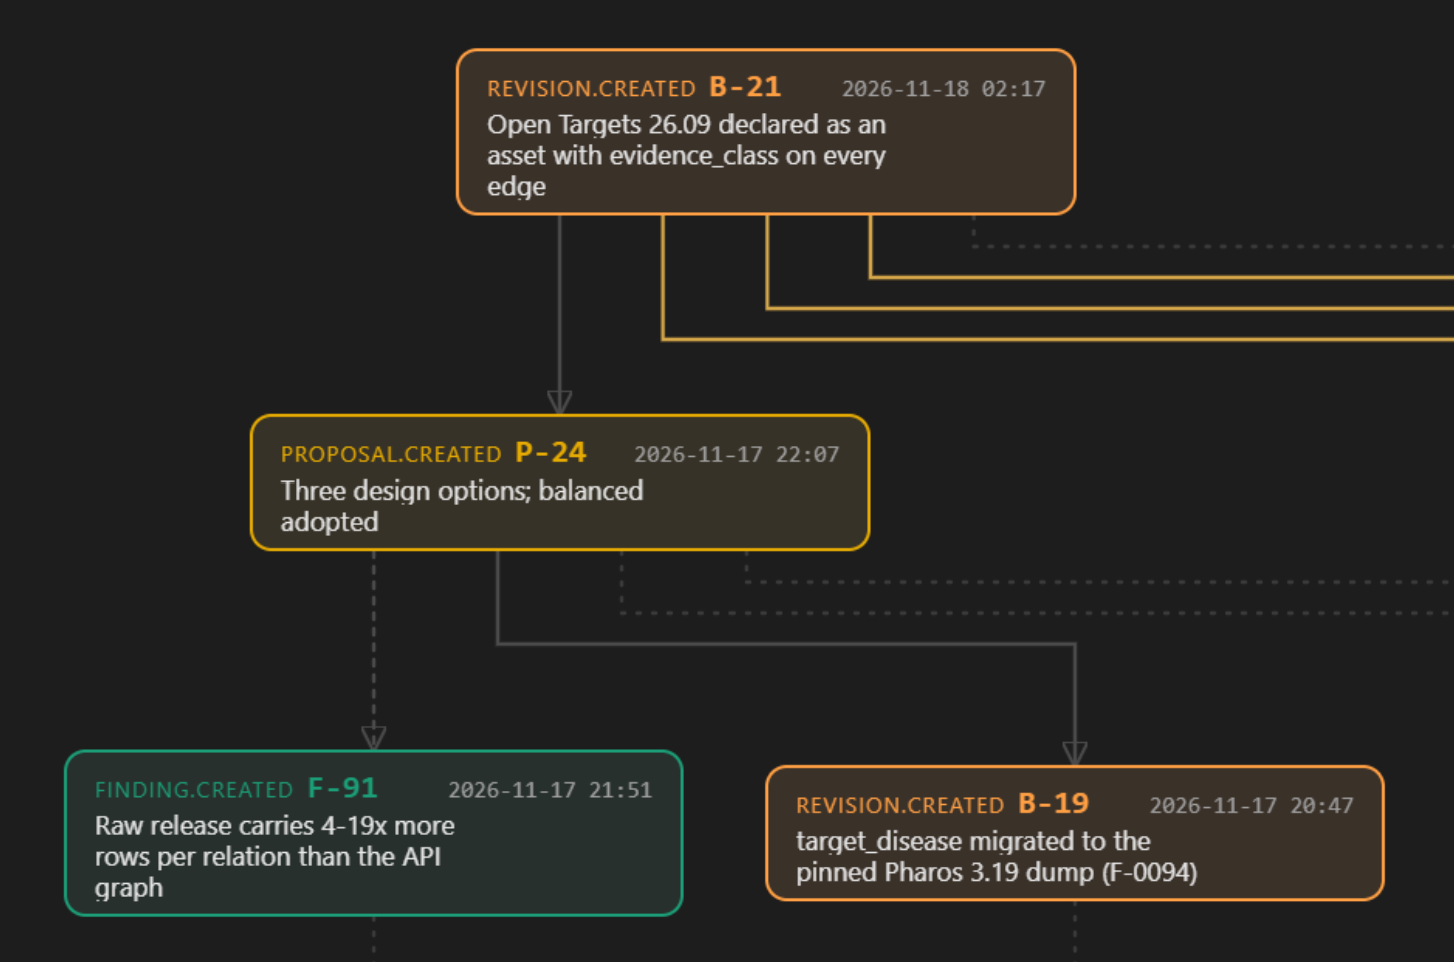 REVISION.CREATED B-21 2026-11-18 02:17
Open Targets 26.09 declared as an
asset with evidence_class on every
edge
PROPOSAL.CREATED P-24 2026-11-17 22:07
Three design options; balanced
adopted
FINDING.CREATED F-91 2026-11-17 21:51
Raw release carries 4-19x more
rows per relation than the API
graph
REVISION.CREATED B-19 2026-11-17 20:47
target_disease migrated to the
pinned Pharos 3.19 dump (F-0094)